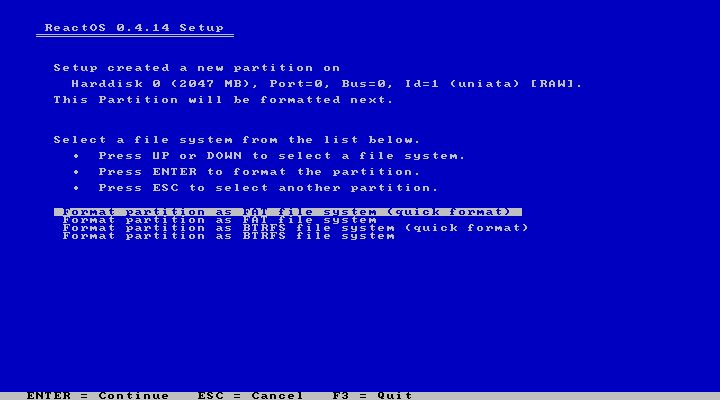 ReactOS 0.4.14 Setup
Setup created a new partition on
Harddisk 0 (2047 MB), Port=0, Bus=0, Id=1 (uniata) [RAW].
This Partition will be formatted next.
Select a file system from the list below.
• Press UP or DOWN to select a file system.
• Press ENTER to format the partition.
• Press ESC to select another partition.
Format partition as FAT file system (quick format)
Format partition as FAT file system
Format partition as BTRFS file system (quick format)
Format partition as BTRFS file system
ENTER = Continue ESC = Cancel F3 = Quit